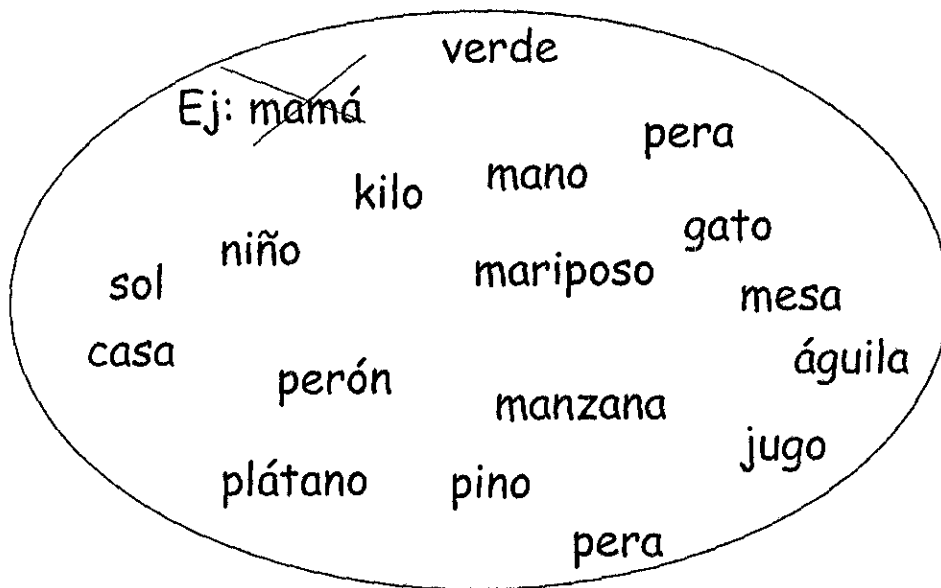 verde
Ej: mamá
pera
kilo
mano
niño
gato
sol
mariposo
mesa
casa
águila
perón
manzana
jugo
plátano
pino
pera